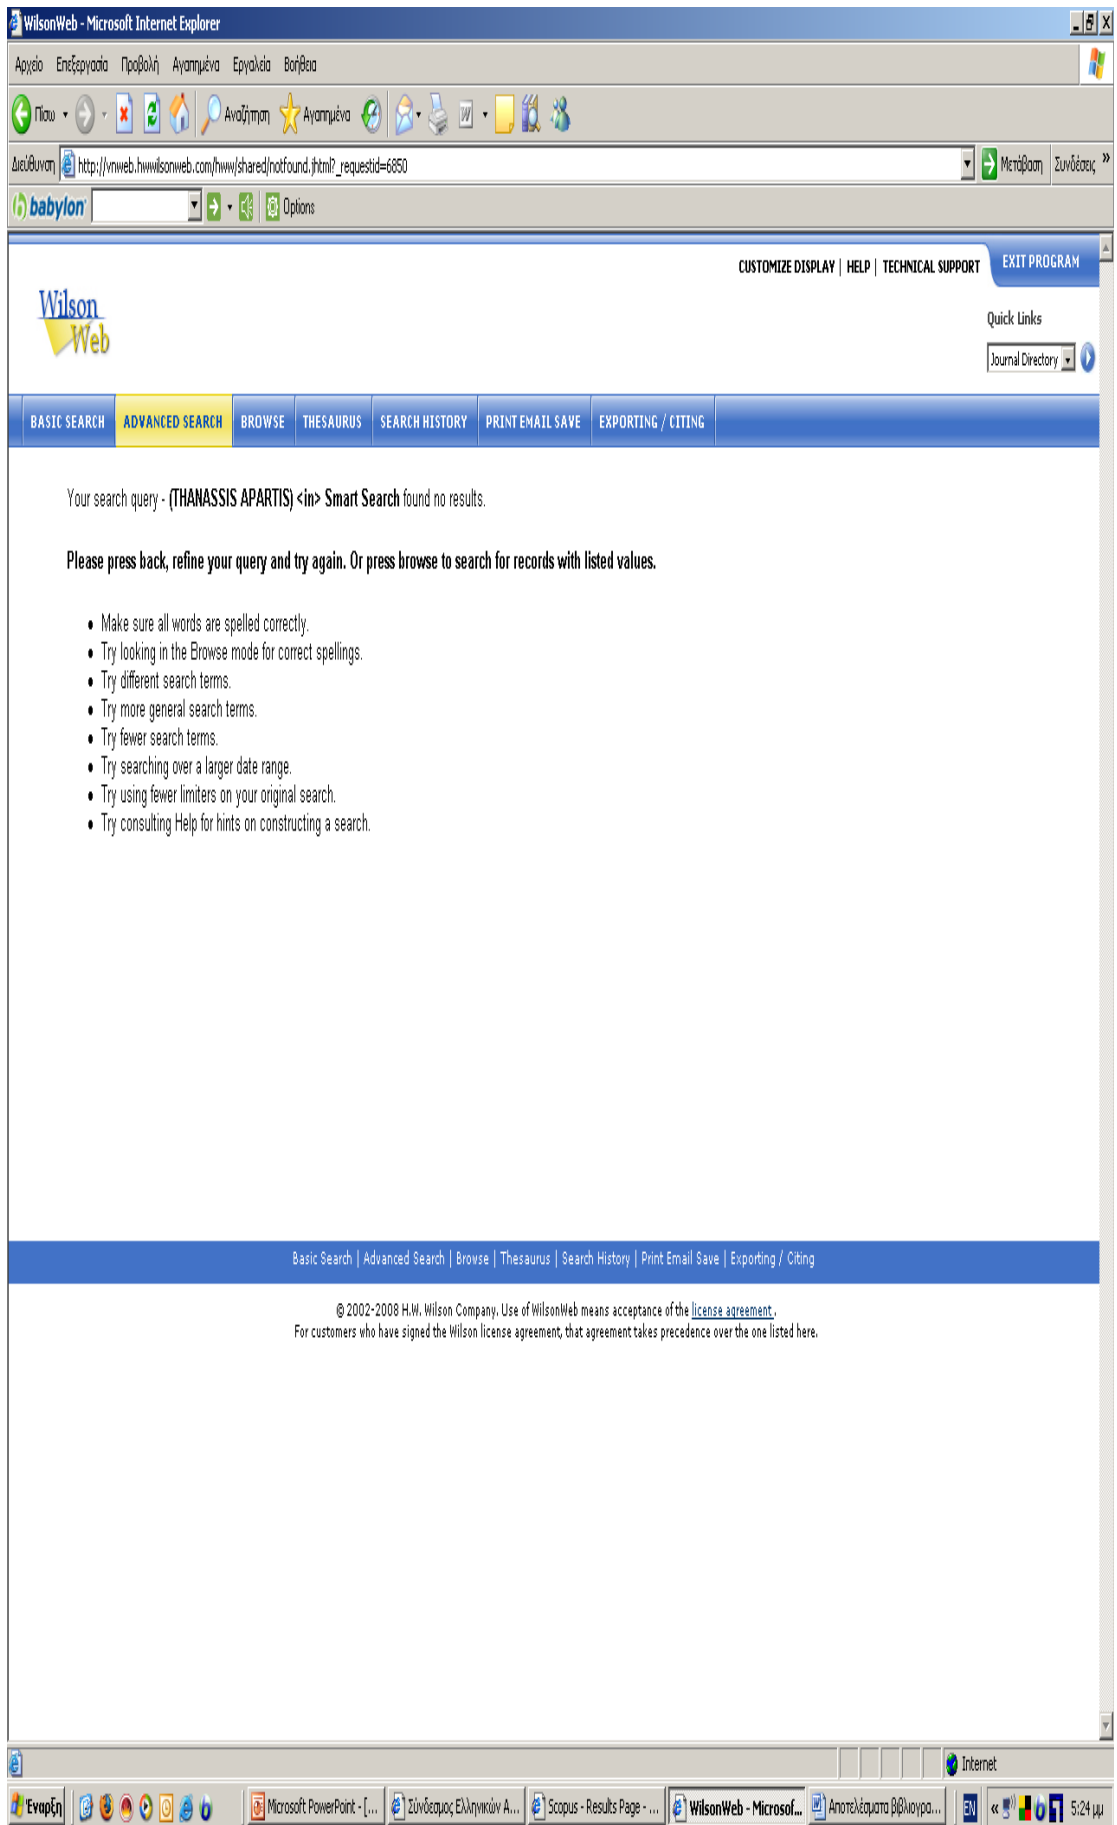 WilsonWeb - Microsoft Internet Explorer
Αρχείο Επεξεργασία Προβολή Αγαπημένα Εργαλεία Βοήθεια
Πίσω Αναζήτηση Αγαπημένα
Διεύθυνση http://vnweb.hwwilsonweb.com/hww/shared/notfound.jhtml?_requestid=6850 Μετάβαση Συνδέσεις »
babylon Options
CUSTOMIZE DISPLAY | HELP | TECHNICAL SUPPORT EXIT PROGRAM
Wilson
Web
Quick Links
Journal Directory
BASIC SEARCH ADVANCED SEARCH BROWSE THESAURUS SEARCH HISTORY PRINT EMAIL SAVE EXPORTING / CITING
Your search query - (THANASSIS APARTIS) <in> Smart Search found no results.
Please press back, refine your query and try again. Or press browse to search for records with listed values.
• Make sure all words are spelled correctly.
• Try looking in the Browse mode for correct spellings.
• Try different search terms.
• Try more general search terms.
• Try fewer search terms.
• Try searching over a larger date range.
• Try using fewer limiters on your original search.
• Try consulting Help for hints on constructing a search.
Basic Search | Advanced Search | Browse | Thesaurus | Search History | Print Email Save | Exporting / Citing
© 2002-2008 H.W. Wilson Company. Use of WilsonWeb means acceptance of the license agreement .
For customers who have signed the Wilson license agreement, that agreement takes precedence over the one listed here.
Internet
Έναρξη Microsoft PowerPoint - [... Σύνδεσμος Ελληνικών Α... Scopus - Results Page - ... WilsonWeb - Microsof... Αποτελέσματα βιβλιογρα... EN « 5:24 μμ